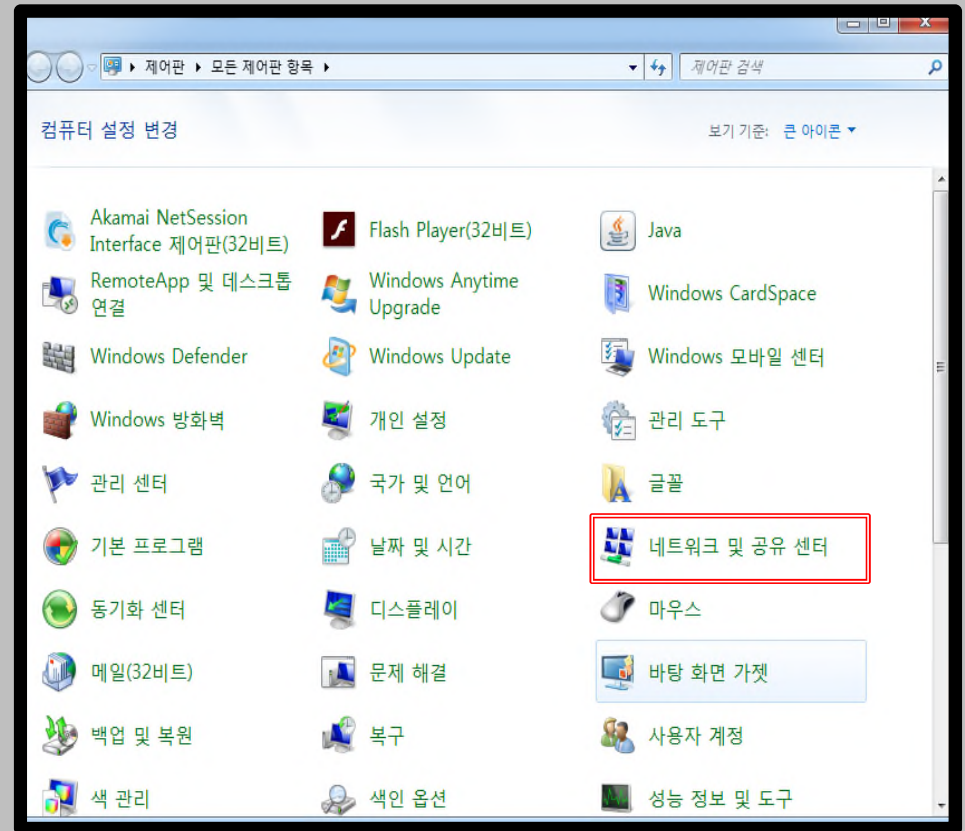 제어판 ▸ 모든 제어판 항목 ▸
제어판 검색
컴퓨터 설정 변경
보기 기준: 큰 아이콘
Akamai NetSession
Interface 제어판(32비트)
Flash Player(32비트)
Java
RemoteApp 및 데스크톱
연결
Windows Anytime
Upgrade
Windows CardSpace
Windows Defender
Windows Update
Windows 모바일 센터
Windows 방화벽
개인 설정
관리 도구
관리 센터
국가 및 언어
글꼴
기본 프로그램
날짜 및 시간
네트워크 및 공유 센터
동기화 센터
디스플레이
마우스
메일(32비트)
문제 해결
바탕 화면 가젯
백업 및 복원
복구
사용자 계정
색 관리
색인 옵션
성능 정보 및 도구